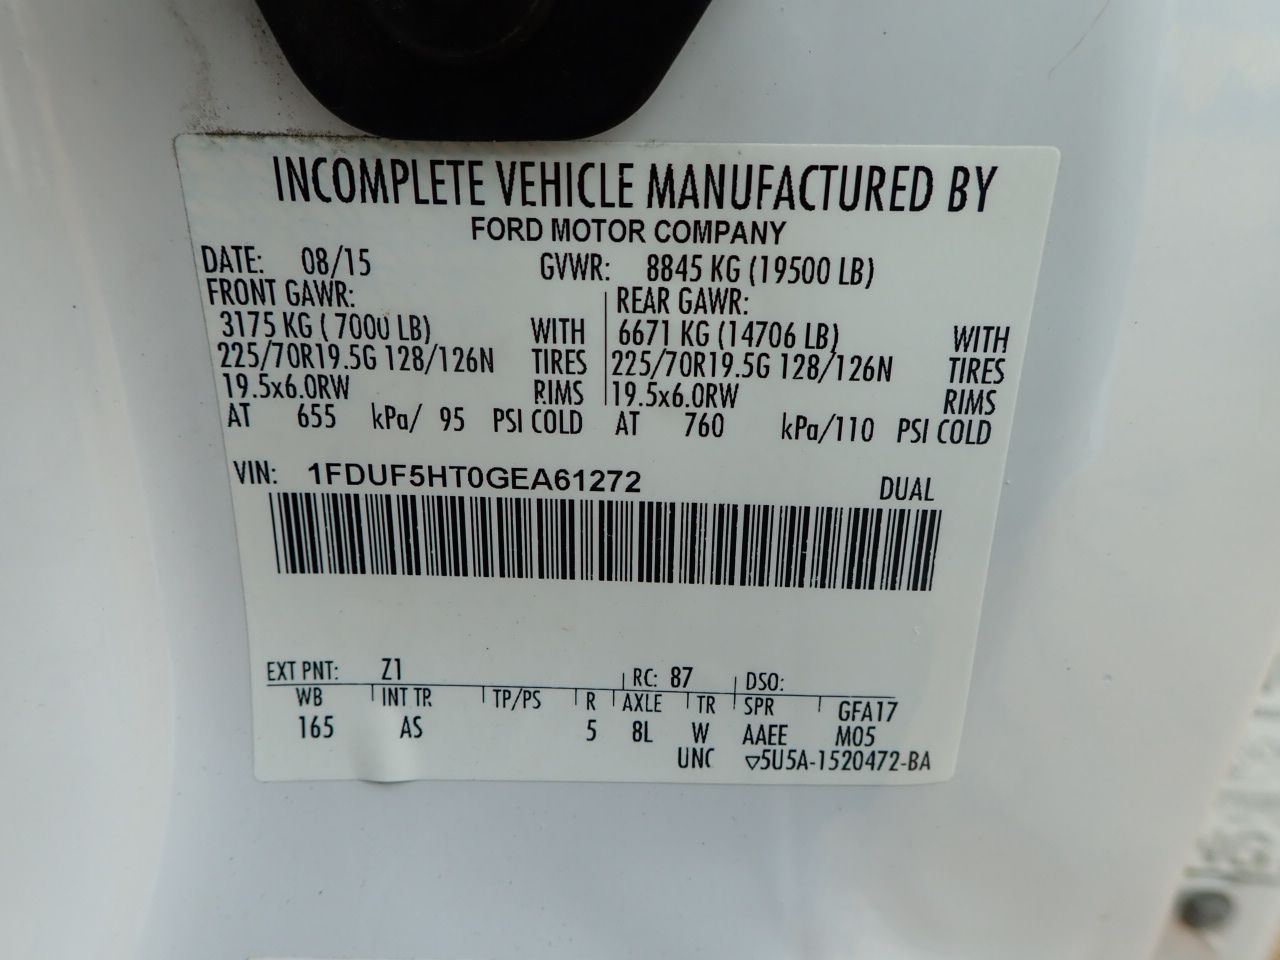 INCOMPLETE VEHICLE MANUFACTURED BY
FORD MOTOR COMPANY
DATE: 08/15 GVWR: 8845 KG (19500 LB)
FRONT GAWR: REAR GAWR:
3175 KG ( 7000 LB) WITH 6671 KG (14706 LB) WITH
225/70R19.5G 128/126N TIRES 225/70R19.5G 128/126N TIRES
19.5x6.0RW RIMS 19.5x6.0RW RIMS
AT 655 kPa/ 95 PSI COLD AT 760 kPa/110 PSI COLD
VIN: 1FDUF5HT0GEA61272 DUAL
EXT PNT: Z1 RC: 87 DSO:
WB INT TR TP/PS R AXLE TR SPR GFA17
165 AS 5 8L W AAEE M05
UNC ▽5U5A-1520472-BA